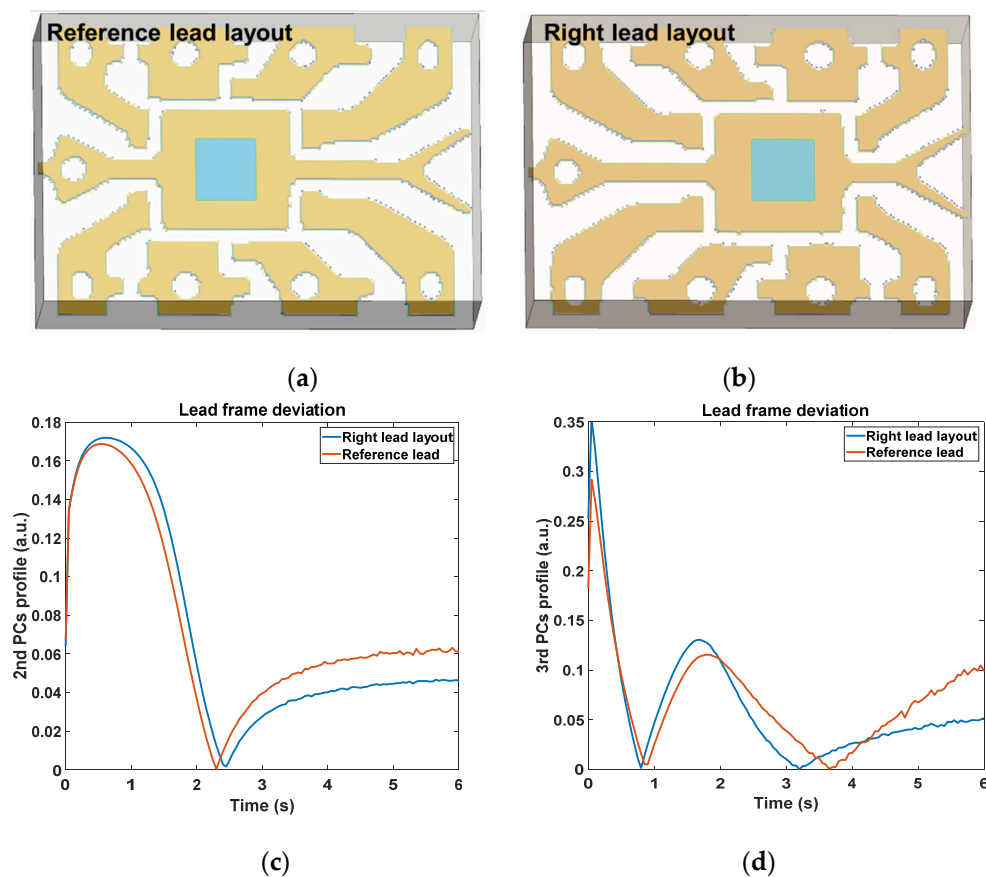 Reference lead layout
Right lead layout
(a)
(b)
Lead frame deviation
0.18
0.16
0.14
0.12
0.1
0.08
0.06
0.04
0.02
0
2nd PCs profile (a.u.)
Right lead layout
Reference lead
0 1 2 3 4 5 6
Time (s)
Lead frame deviation
0.35
0.3
0.25
0.2
0.15
0.1
0.05
0
3rd PCs profile (a.u.)
Right lead layout
Reference lead
0 1 2 3 4 5 6
Time (s)
(c)
(d)